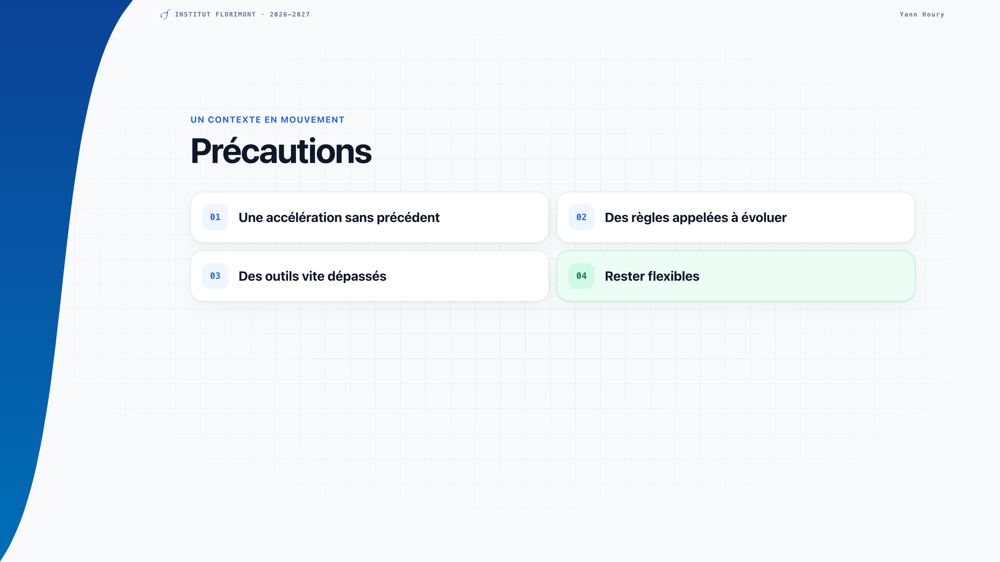 INSTITUT FLORIMONT · 2026–2027
Yann Houry
UN CONTEXTE EN MOUVEMENT
Précautions
01 Une accélération sans précédent
02 Des règles appelées à évoluer
03 Des outils vite dépassés
04 Rester flexibles